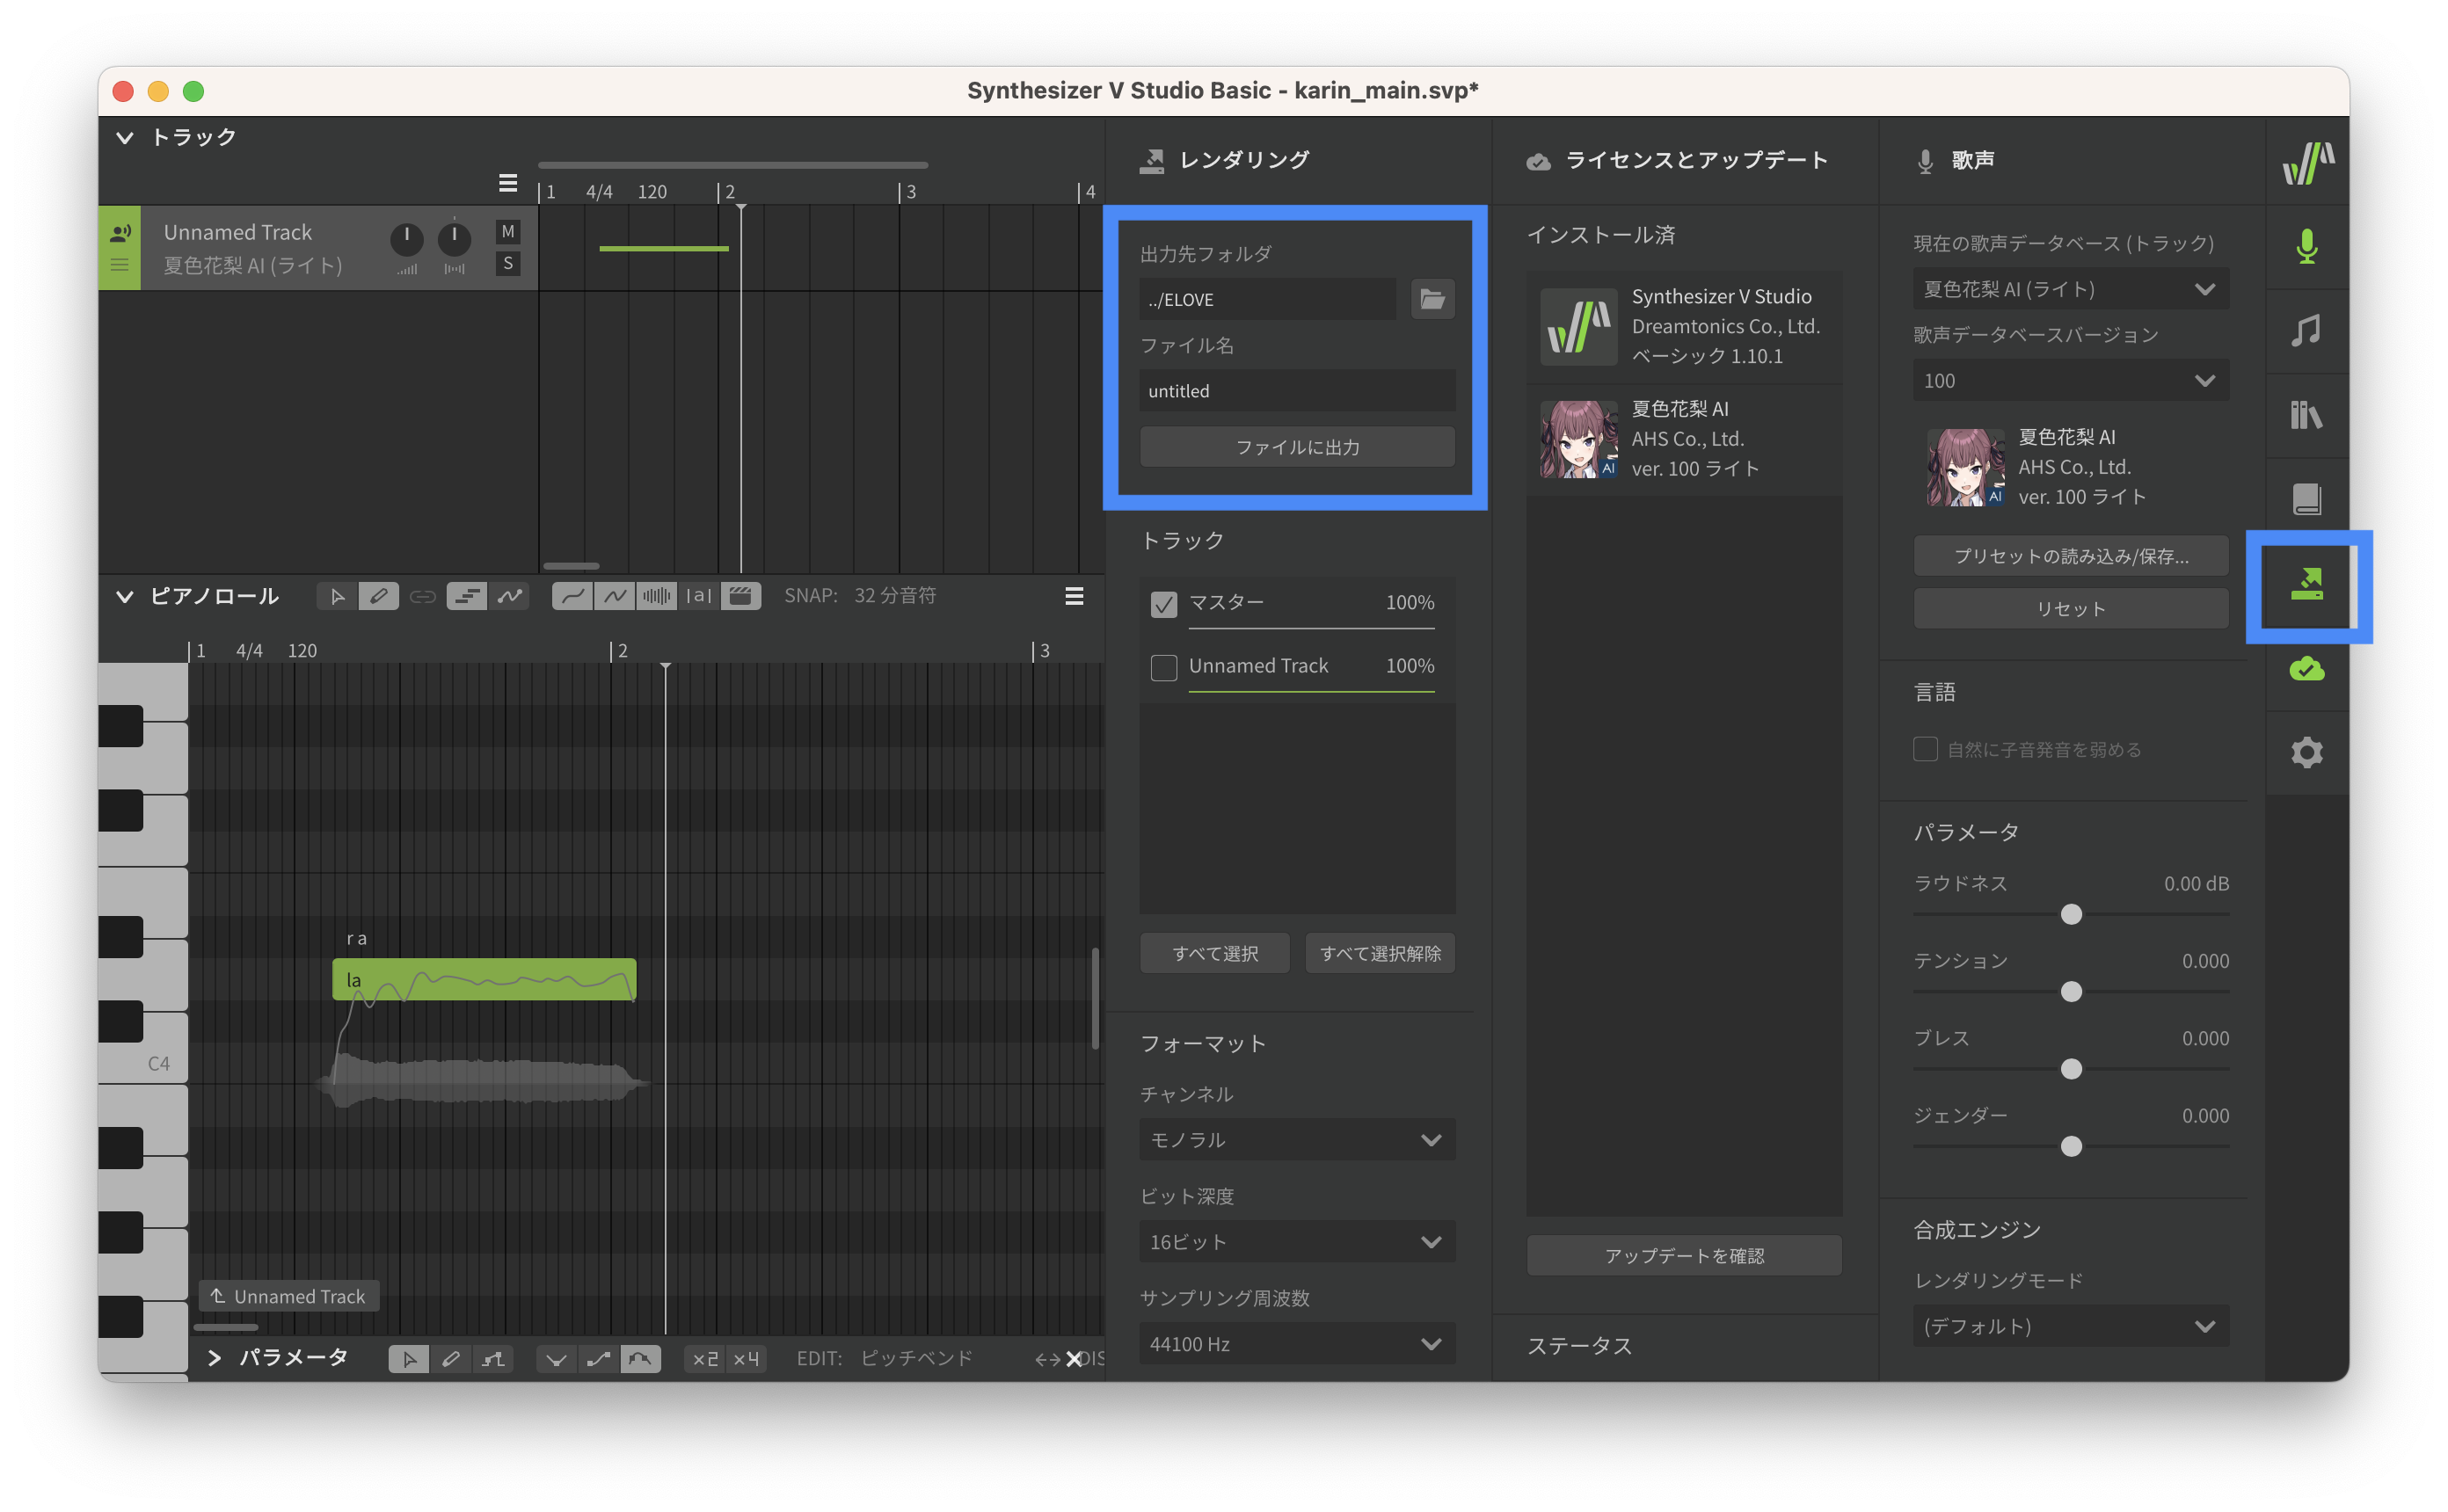 Synthesizer V Studio Basic - karin_main.svp*
トラック
1 4/4 120 2 3 4
Unnamed Track
夏色花梨 AI (ライト)
M
S
ピアノロール
SNAP: 32 分音符
1 4/4 120 2 3
r a
la
C4
Unnamed Track
パラメータ
×2 ×4
EDIT: ピッチベンド
DIS
レンダリング
出力先フォルダ
../ELOVE
ファイル名
untitled
ファイルに出力
トラック
マスター 100%
Unnamed Track 100%
すべて選択 すべて選択解除
フォーマット
チャンネル
モノラル
ビット深度
16ビット
サンプリング周波数
44100 Hz
ライセンスとアップデート
インストール済
Synthesizer V Studio
Dreamtonics Co., Ltd.
ベーシック 1.10.1
夏色花梨 AI
AHS Co., Ltd.
ver. 100 ライト
AI
アップデートを確認
ステータス
歌声
現在の歌声データベース (トラック)
夏色花梨 AI (ライト)
歌声データベースバージョン
100
夏色花梨 AI
AHS Co., Ltd.
ver. 100 ライト
AI
プリセットの読み込み/保存...
リセット
言語
自然に子音発音を弱める
パラメータ
ラウドネス 0.00 dB
テンション 0.000
ブレス 0.000
ジェンダー 0.000
合成エンジン
レンダリングモード
(デフォルト)